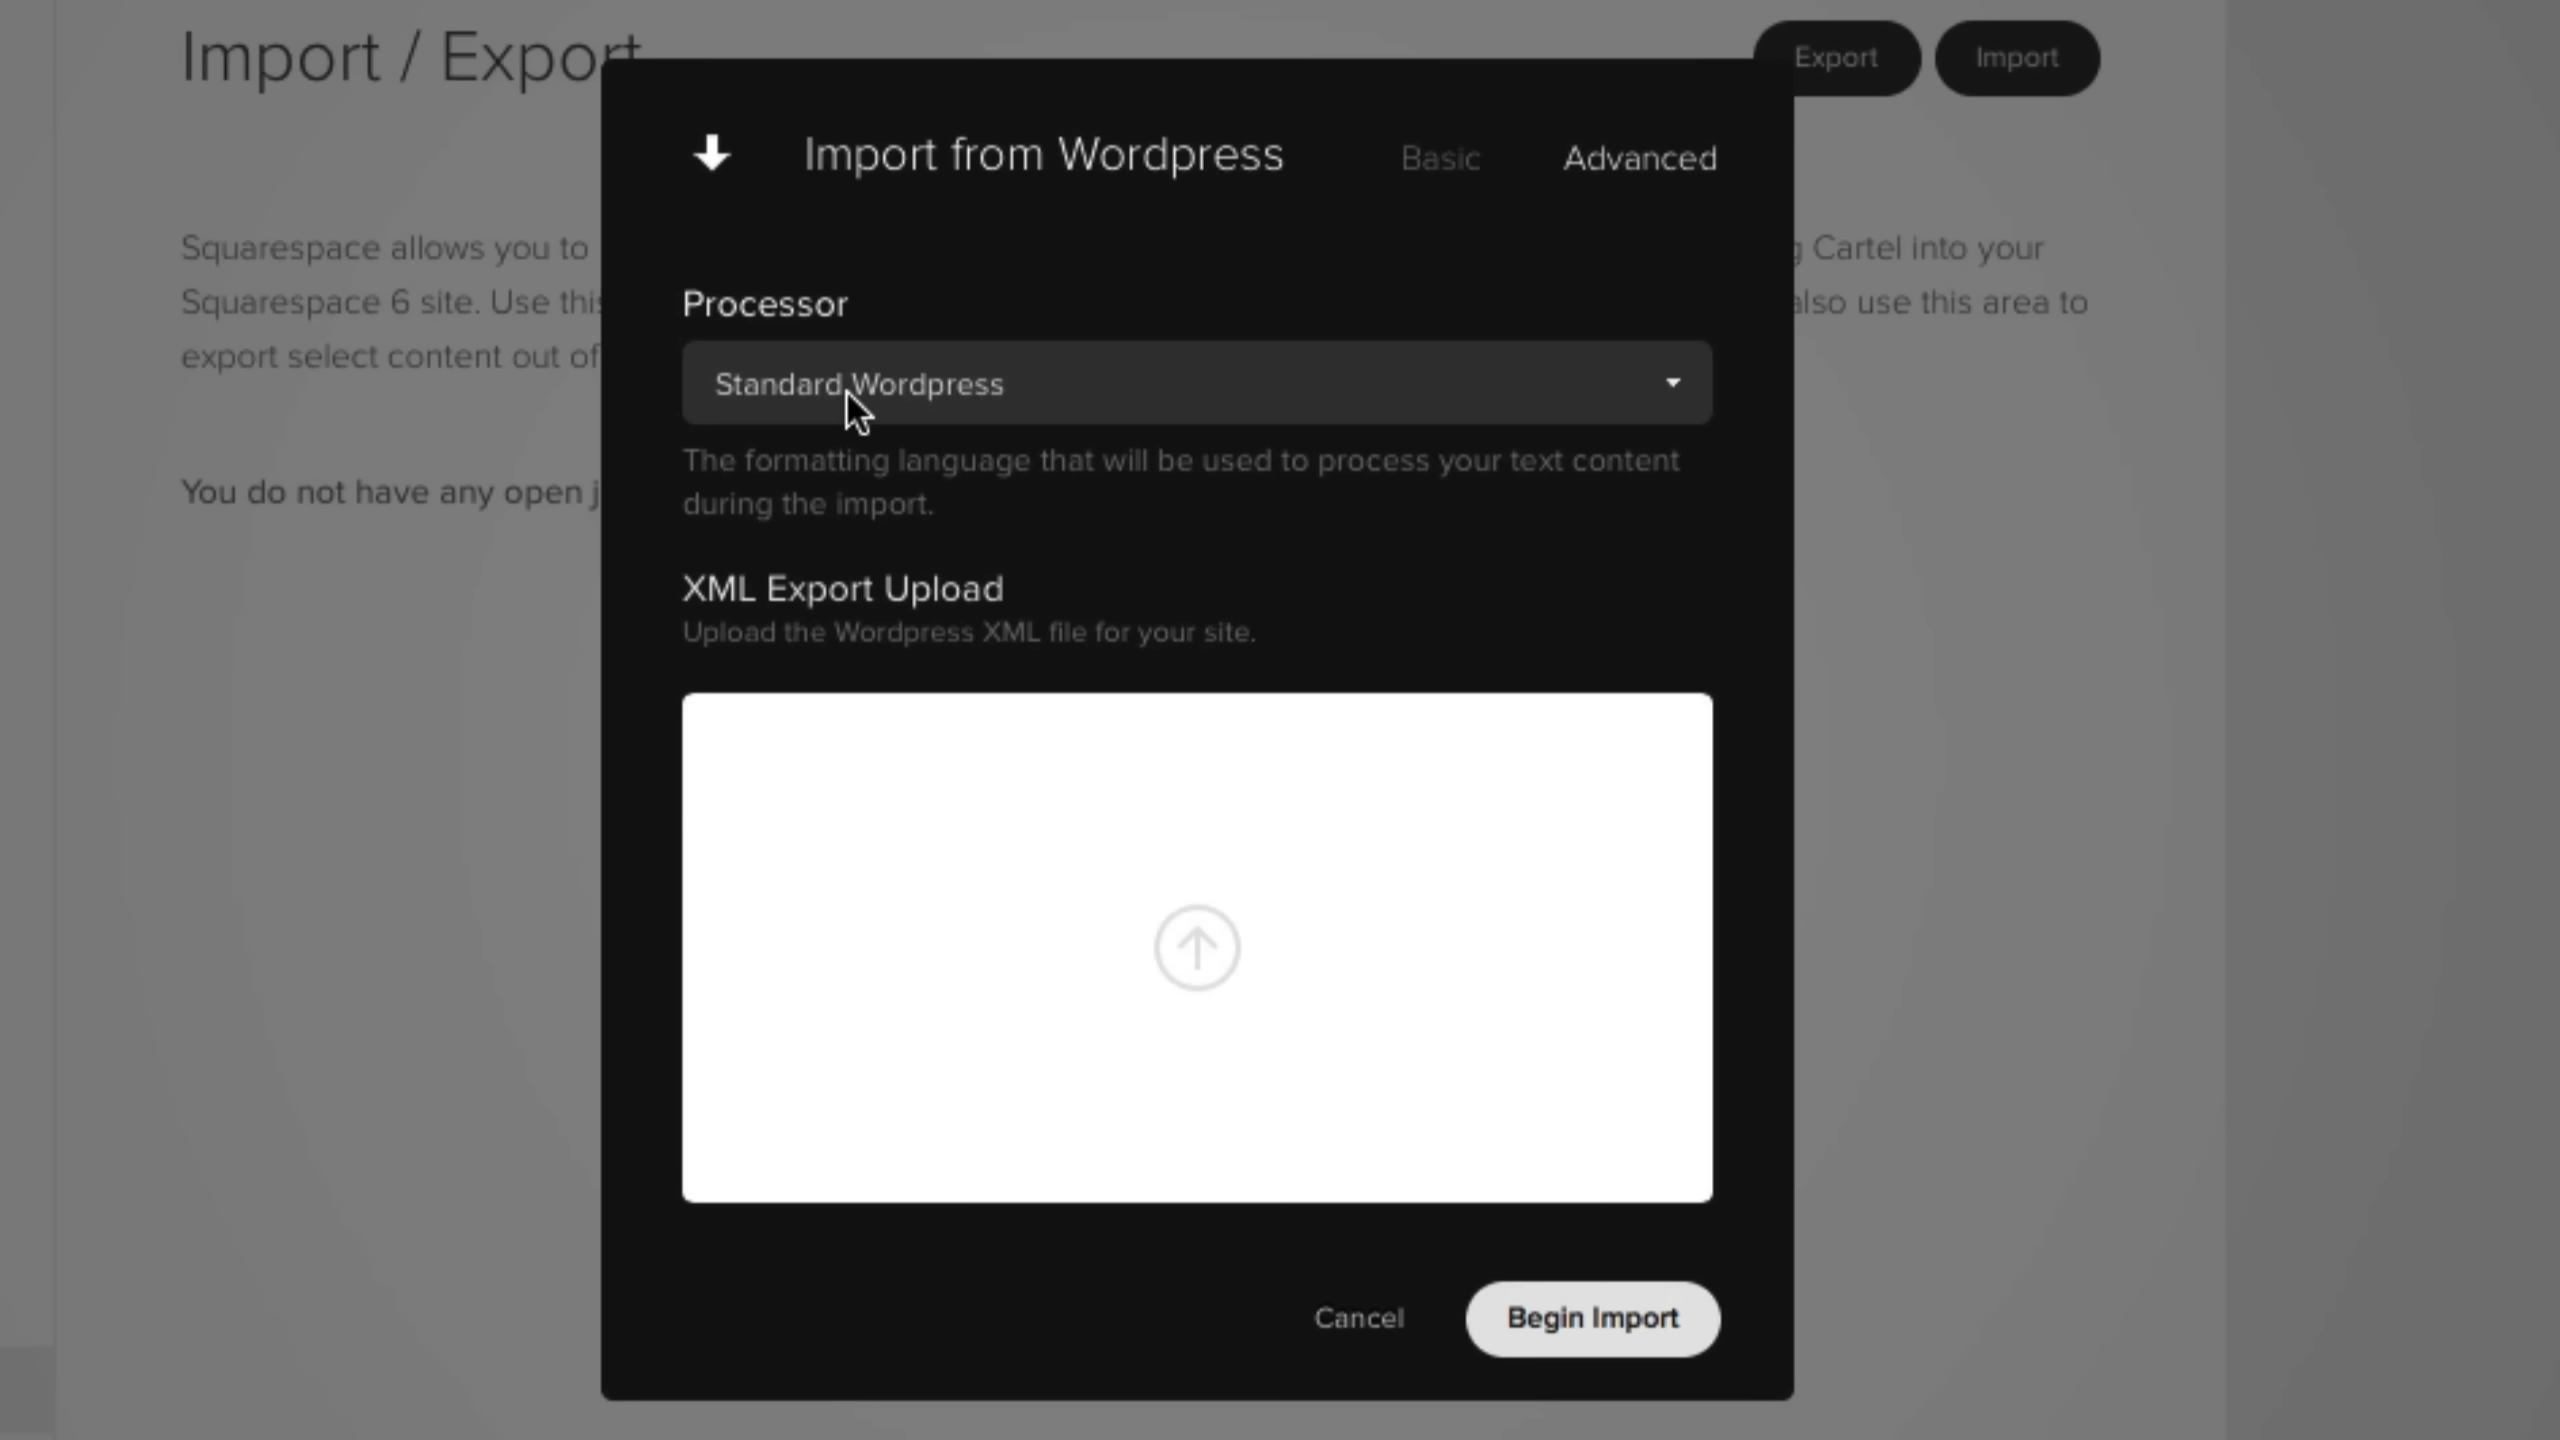 Import / Export
Export
Import
Import from Wordpress
Basic
Advanced
Squarespace allows you to
Cartel into your
Squarespace 6 site. Use this
also use this area to
export select content out of
You do not have any open
Processor
Standard Wordpress
The formatting language that will be used to process your text content
during the import.
XML Export Upload
Upload the Wordpress XML file for your site.
Cancel
Begin Import